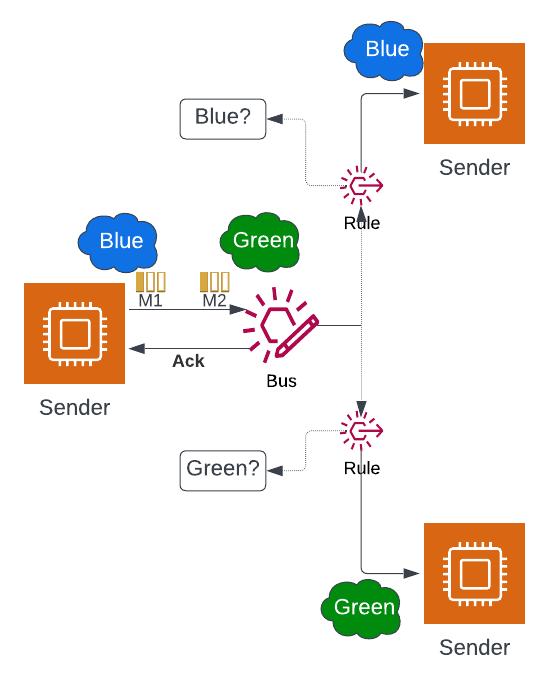 Blue
Sender
Blue?
Rule
Blue
Green
M1
M2
Ack
Sender
Bus
Green?
Rule
Green
Sender